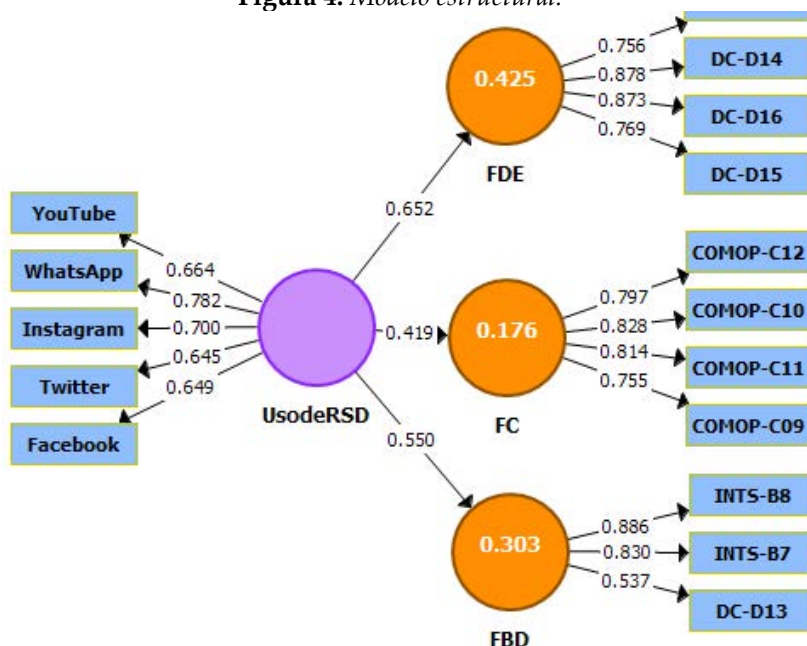 Figura 4. Modelo estructural.
0.756
DC-D14
0.425
0.878
0.873
DC-D16
0.769
FDE
DC-D15
0.652
YouTube
0.664
WhatsApp
0.782
COMOP-C12
0.797
COMOP-C10
Instagram
0.700
0.419
0.176
0.828
0.814
COMOP-C11
Twitter
0.645
0.755
0.649
UsodeRSD
FC
COMOP-C09
Facebook
0.550
INTS-B8
0.886
0.303
0.830
INTS-B7
0.537
DC-D13
FBD